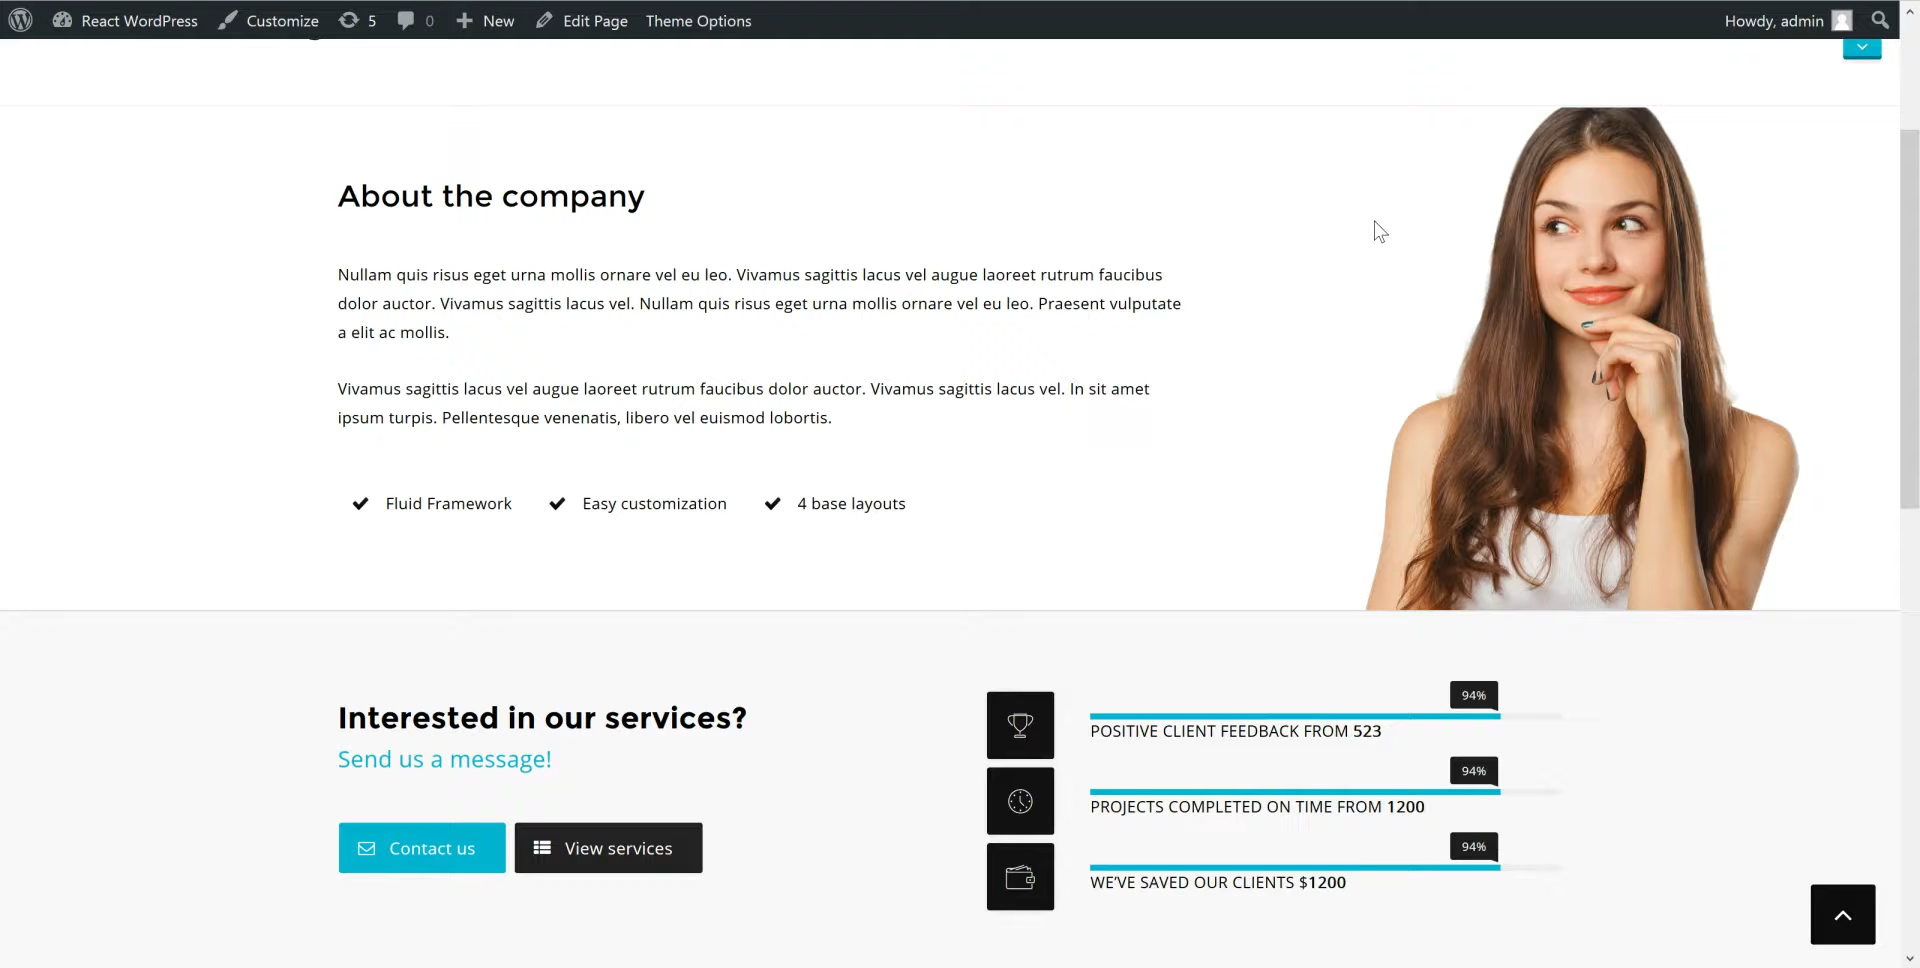 React WordPress Customize 5 0 New Edit Page Theme Options Howdy, admin
About the company
Nullam quis risus eget urna mollis ornare vel eu leo. Vivamus sagittis lacus vel augue laoreet rutrum faucibus
dolor auctor. Vivamus sagittis lacus vel. Nullam quis risus eget urna mollis ornare vel eu leo. Praesent vulputate
a elit ac mollis.
Vivamus sagittis lacus vel augue laoreet rutrum faucibus dolor auctor. Vivamus sagittis lacus vel. In sit amet
ipsum turpis. Pellentesque venenatis, libero vel euismod lobortis.
Fluid Framework Easy customization 4 base layouts
Interested in our services?
Send us a message!
Contact us View services
94%
POSITIVE CLIENT FEEDBACK FROM 523
94%
PROJECTS COMPLETED ON TIME FROM 1200
94%
WE'VE SAVED OUR CLIENTS $1200